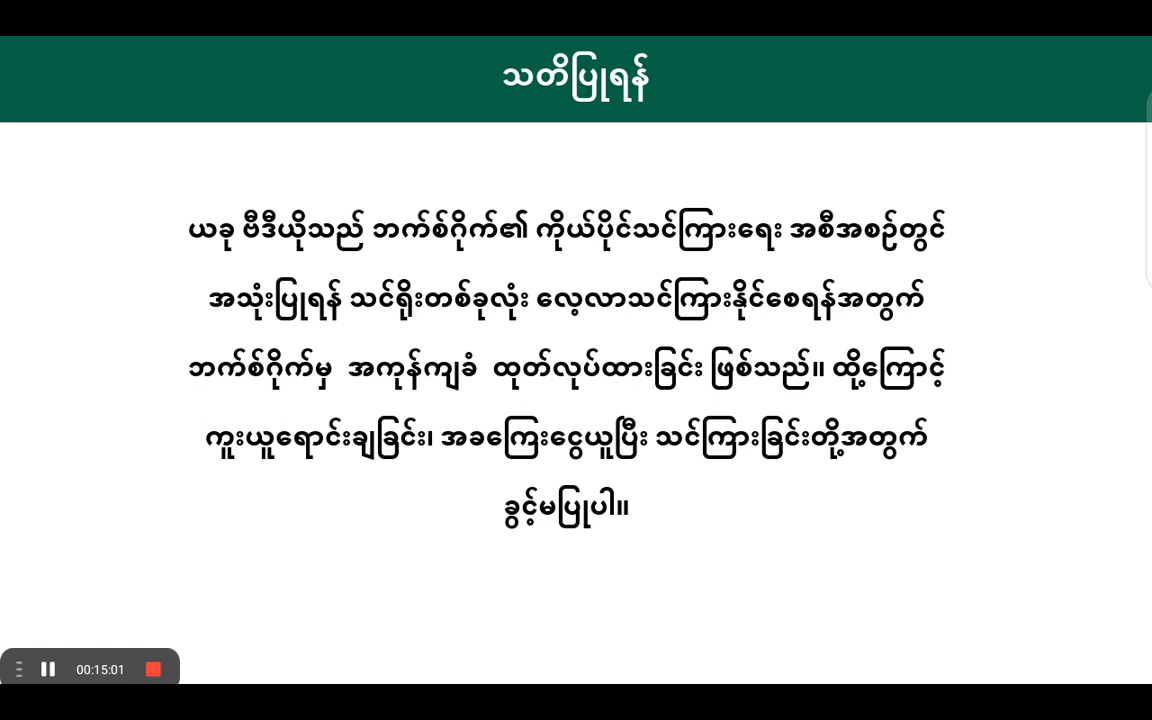 သတိပြုရန်
ယခု ဗီဒီယိုသည် ဘက်စ်ဂိုက်၏ ကိုယ်ပိုင်သင်ကြားရေး အစီအစဉ်တွင်
အသုံးပြုရန် သင်ရိုးတစ်ခုလုံး လေ့လာသင်ကြားနိုင်စေရန်အတွက်
ဘက်စ်ဂိုက်မှ အကုန်ကျခံ ထုတ်လုပ်ထားခြင်း ဖြစ်သည်။ ထို့ကြောင့်
ကူးယူရောင်းချခြင်း၊ အခကြေးငွေယူပြီး သင်ကြားခြင်းတို့အတွက်
ခွင့်မပြုပါ။
00:15:01